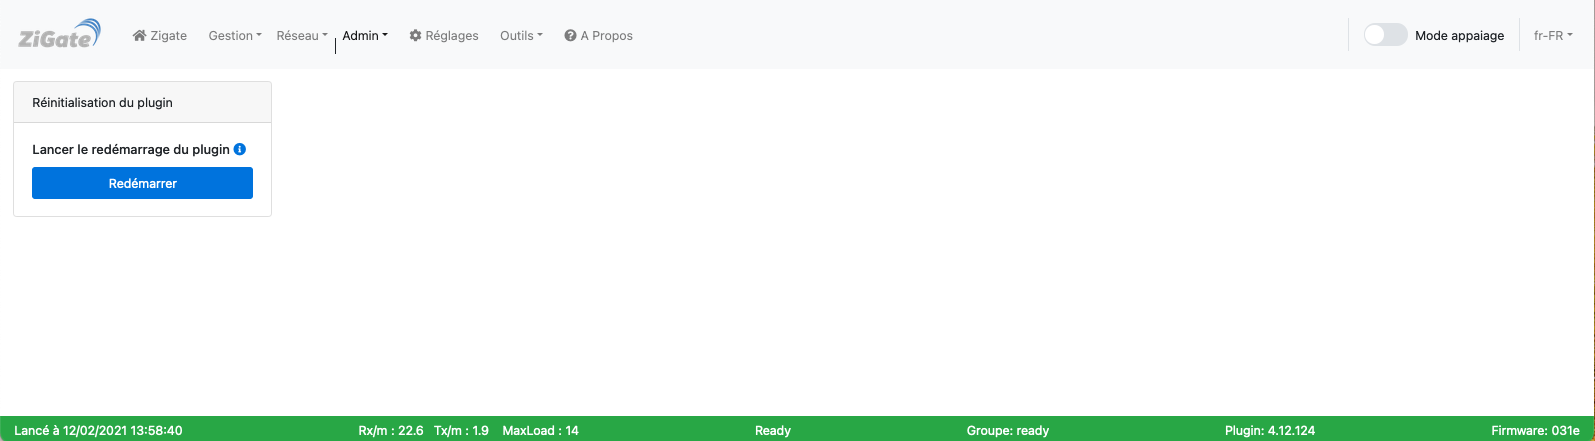 ZiGate Zigate Gestion Réseau Admin Réglages Outils A Propos Mode appaiage fr-FR
Réinitialisation du plugin
Lancer le redémarrage du plugin
Redémarrer
Lancé à 12/02/2021 13:58:40 Rx/m : 22.6 Tx/m : 1.9 MaxLoad : 14 Ready Groupe: ready Plugin: 4.12.124 Firmware: 031e